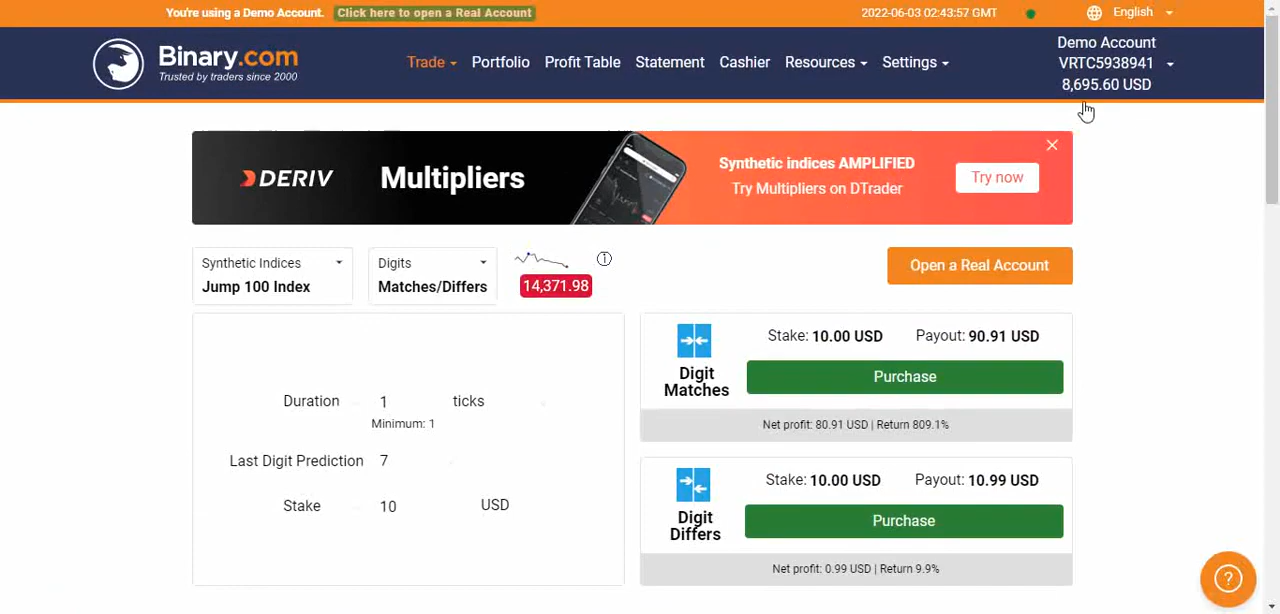 You're using a Demo Account. Click here to open a Real Account 2022-06-03 02:43:57 GMT English
Binary.com
Trusted by traders since 2000
Trade Portfolio Profit Table Statement Cashier Resources Settings
Demo Account
VRTC5938941
8,695.60 USD
DERIV Multipliers
Synthetic indices AMPLIFIED
Try Multipliers on DTrader
Try now
Synthetic Indices
Jump 100 Index
Digits
Matches/Differs
14,371.98
Open a Real Account
Duration 1 ticks
Minimum: 1
Last Digit Prediction 7
Stake 10 USD
Digit
Matches
Stake: 10.00 USD Payout: 90.91 USD
Purchase
Net profit: 80.91 USD | Return 809.1%
Digit
Differs
Stake: 10.00 USD Payout: 10.99 USD
Purchase
Net profit: 0.99 USD | Return 9.9%